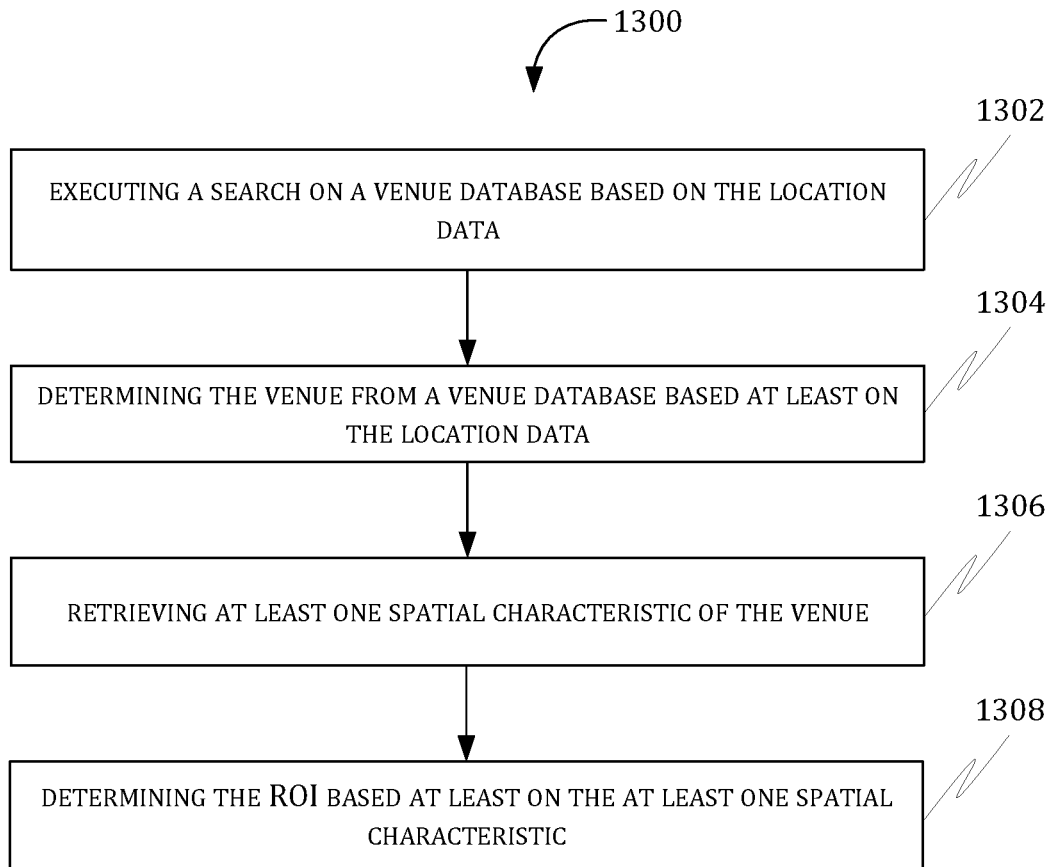 1300
1302
EXECUTING A SEARCH ON A VENUE DATABASE BASED ON THE LOCATION
DATA
1304
DETERMINING THE VENUE FROM A VENUE DATABASE BASED AT LEAST ON
THE LOCATION DATA
1306
RETRIEVING AT LEAST ONE SPATIAL CHARACTERISTIC OF THE VENUE
1308
DETERMINING THE ROI BASED AT LEAST ON THE AT LEAST ONE SPATIAL
CHARACTERISTIC